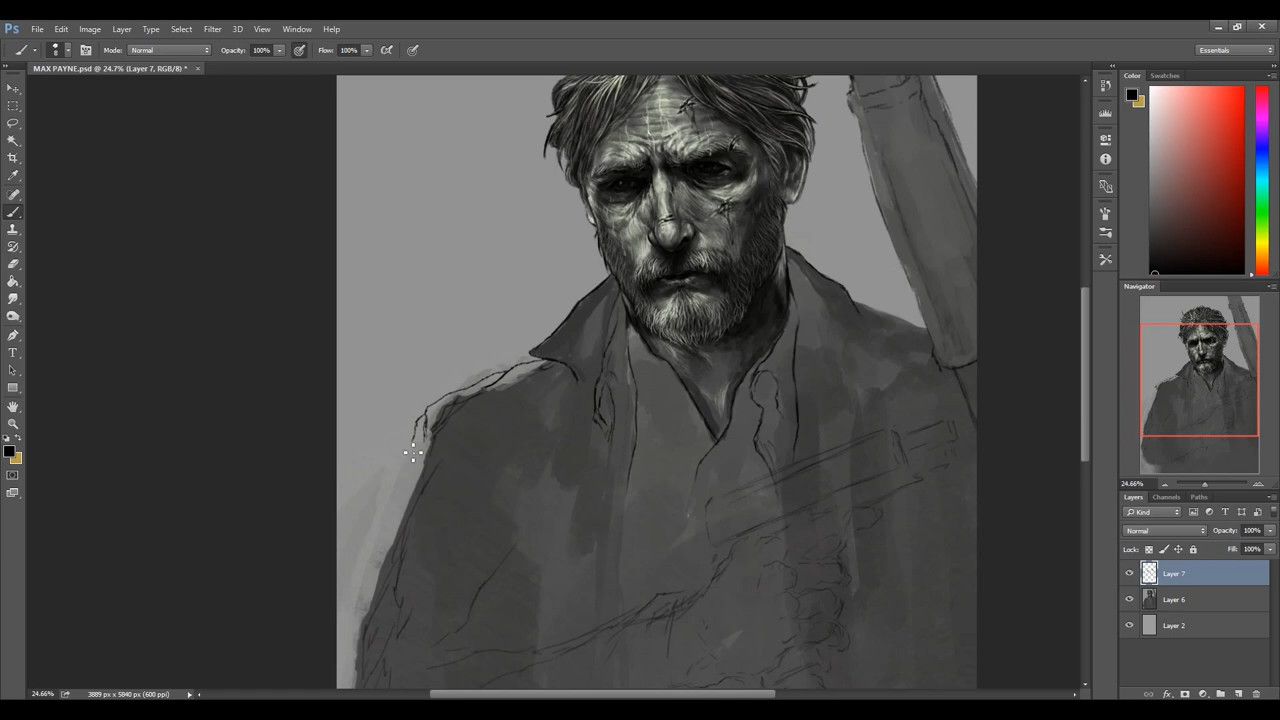 Ps File Edit Image Layer Type Select Filter 3D View Window Help
Mode: Normal Opacity: 100% Flow: 100% Essentials
MAX PAYNE.psd @ 24.7% (Layer 7, RGB/8) * ×
Color Swatches
Navigator
24.66%
Layers Channels Paths
Kind
Normal Opacity: 100%
Lock: Fill: 100%
Layer 7
Layer 6
Layer 2
24.66% 3889 px x 5840 px (600 ppi)
fx